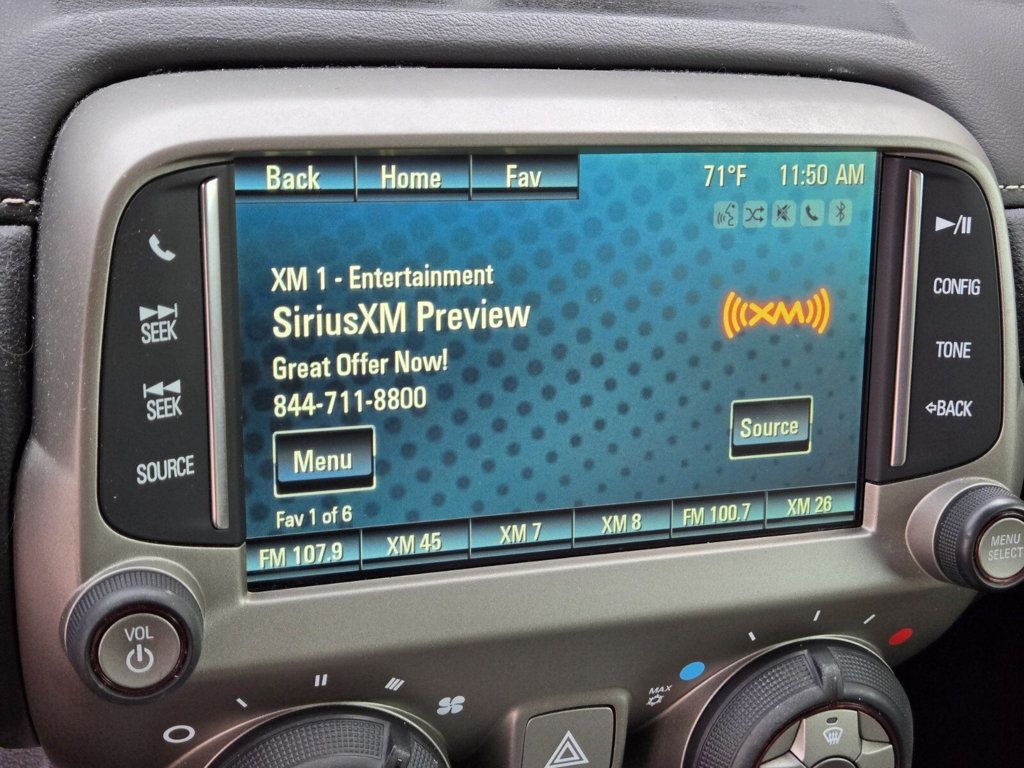 Back Home Fav 71°F 11:50 AM
XM 1 - Entertainment
SiriusXM Preview
Great Offer Now!
844-711-8800
XM
Menu
Source
Fav 1 of 6
FM 107.9 XM 45 XM 7 XM 8 FM 100.7 XM 26
SEEK
SEEK
SOURCE
CONFIG
TONE
BACK
VOL
MENU
SELECT
MAX